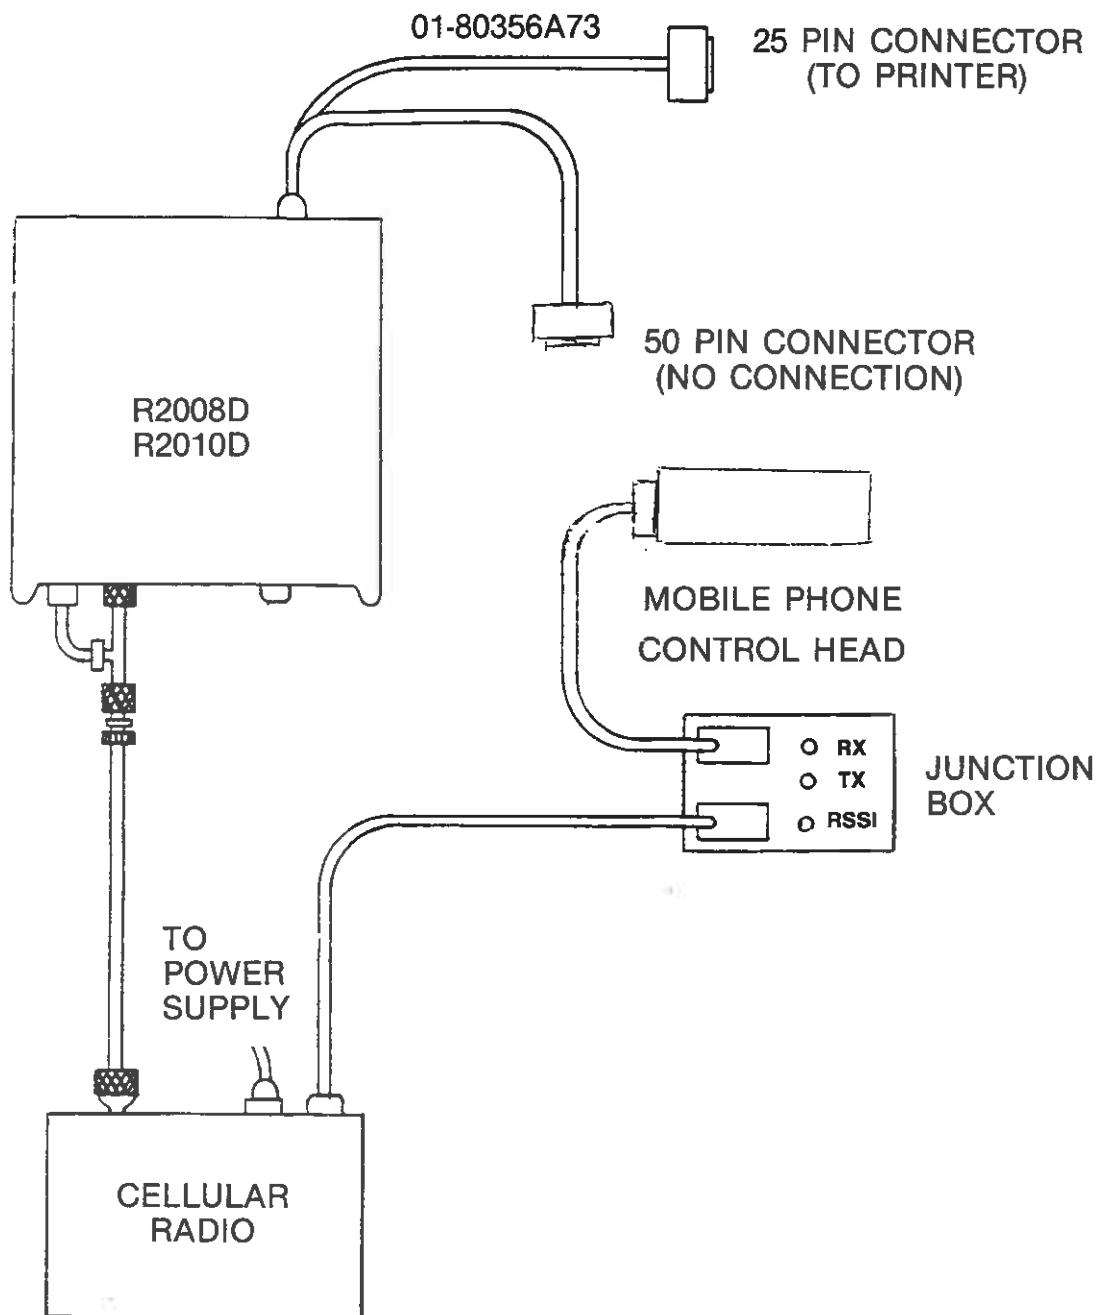 01-80356A73
25 PIN CONNECTOR
(TO PRINTER)
50 PIN CONNECTOR
(NO CONNECTION)
R2008D
R2010D
MOBILE PHONE
CONTROL HEAD
RX
TX
RSSI
JUNCTION
BOX
TO
POWER
SUPPLY
CELLULAR
RADIO